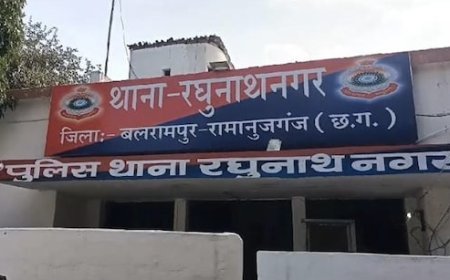 थाना-रघुनाथनगर
जिला:- बलरामपुर-रामानुजगंज (छ.ग.)
पुलिस थाना रघुनाथ नगर